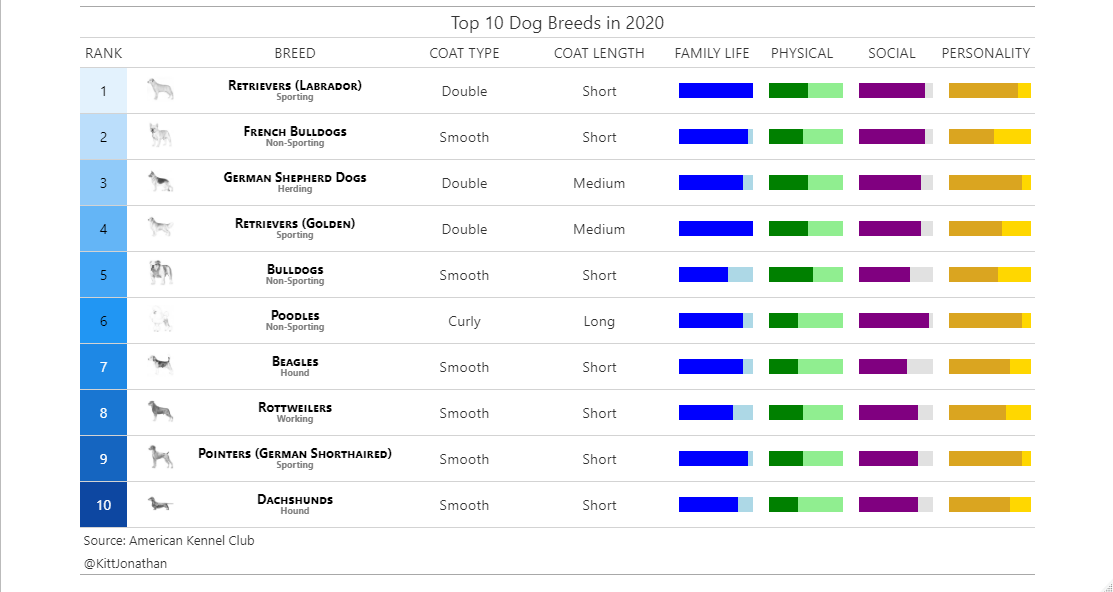 Top 10 Dog Breeds in 2020
RANK BREED COAT TYPE COAT LENGTH FAMILY LIFE PHYSICAL SOCIAL PERSONALITY
1 Retrievers (Labrador) Double Short
Sporting
2 French Bulldogs Smooth Short
Non-Sporting
3 German Shepherd Dogs Double Medium
Herding
4 Retrievers (Golden) Double Medium
Sporting
5 Bulldogs Smooth Short
Non-Sporting
6 Poodles Curly Long
Non-Sporting
7 Beagles Smooth Short
Hound
8 Rottweilers Smooth Short
Working
9 Pointers (German Shorthaired) Smooth Short
Sporting
10 Dachshunds Smooth Short
Hound
Source: American Kennel Club
@KittJonathan